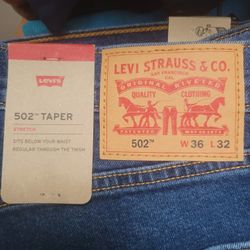 Levi's
502™ TAPER
STRETCH
SITS BELOW YOUR WAIST
REGULAR THROUGH THE THIGH
LEVI STRAUSS & CO.
SAN FRANCISCO
CAL.
ORIGINAL RIVETED
QUALITY CLOTHING
502™ W 36 L 32